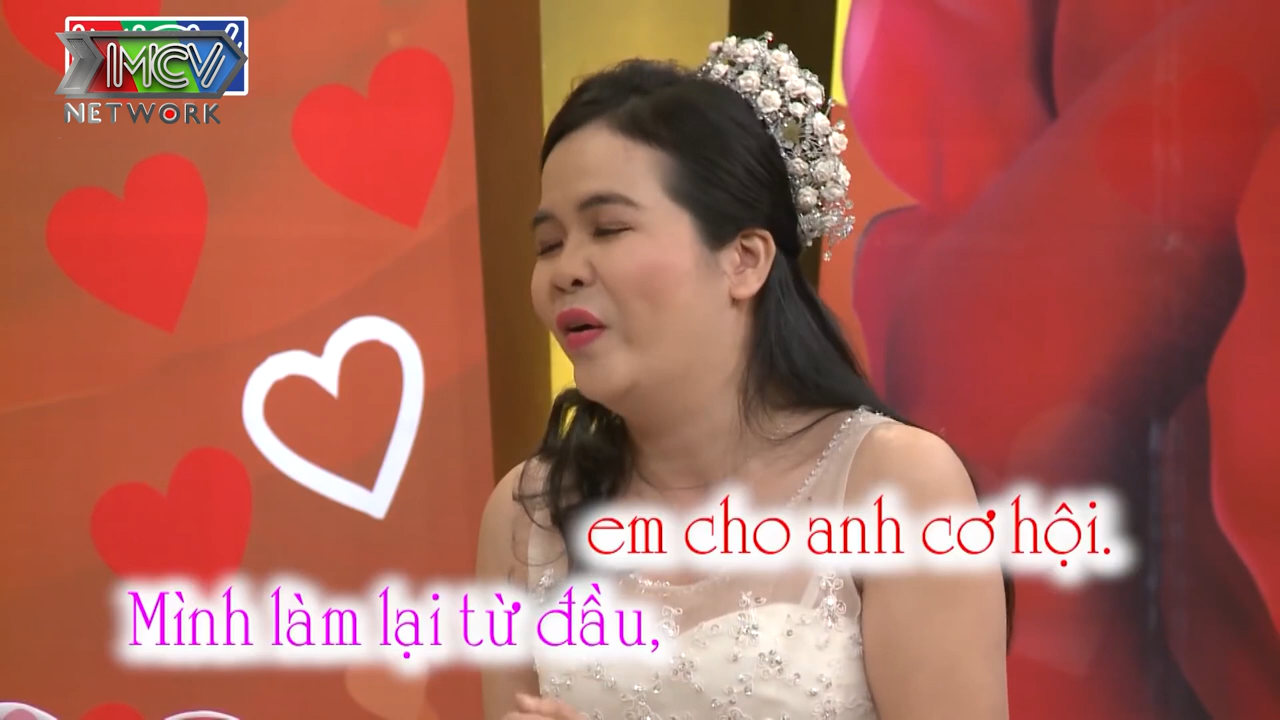 MCV
NETWORK
em cho anh cơ hội.
Mình làm lại từ đầu,